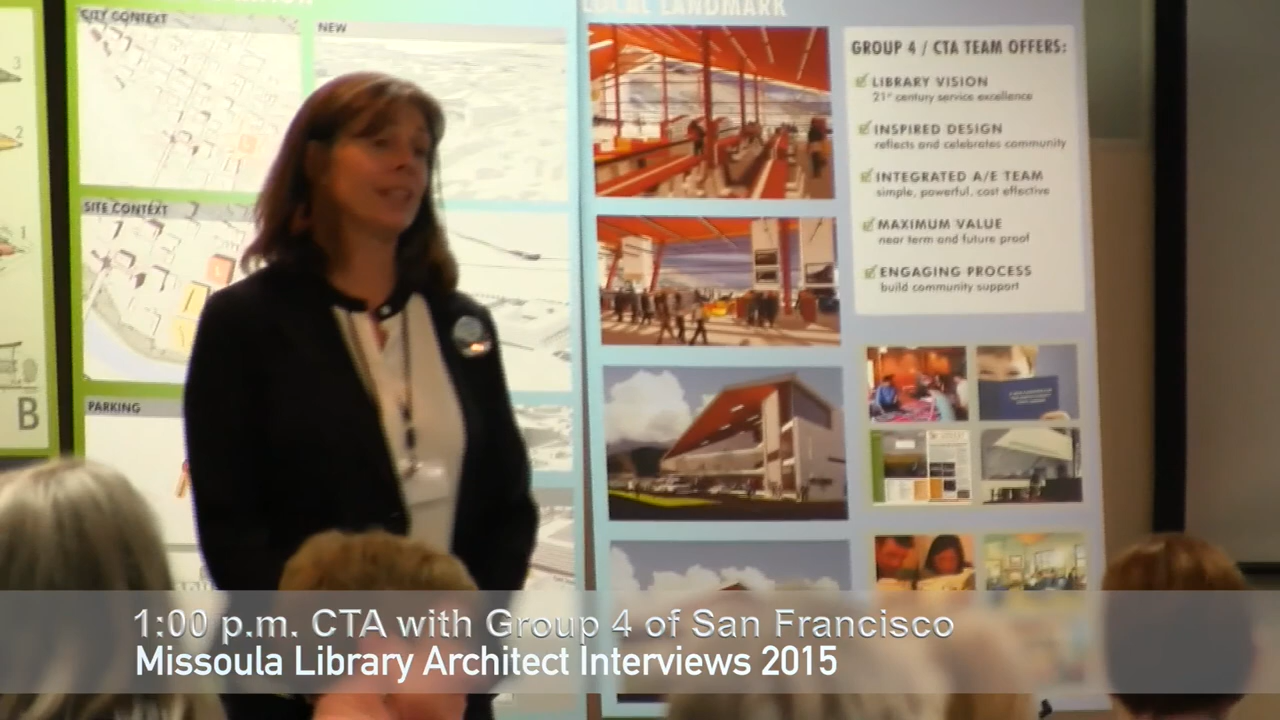 CITY CONTEXT
NEW
LOCAL LANDMARK
GROUP 4 / CTA TEAM OFFERS:
LIBRARY VISION
21st century service excellence
INSPIRED DESIGN
reflects and celebrates community
INTEGRATED A/E TEAM
simple, powerful, cost effective
MAXIMUM VALUE
near term and future proof
ENGAGING PROCESS
build community support
SITE CONTEXT
PARKING
3
2
1
B
1:00 p.m. CTA with Group 4 of San Francisco
Missoula Library Architect Interviews 2015